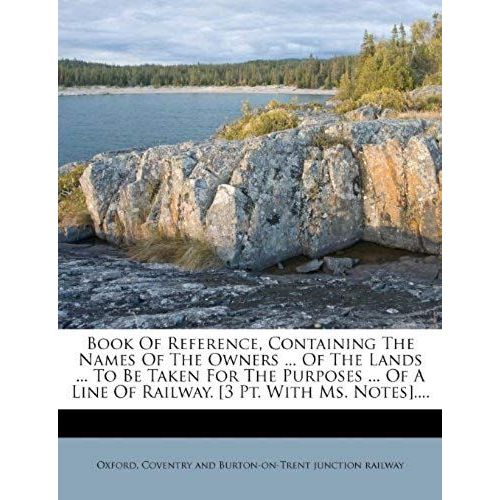 Book Of Reference, Containing The
Names Of The Owners ... Of The Lands
... To Be Taken For The Purposes ... Of A
Line Of Railway. [3 Pt. With Ms. Notes]....
Oxford, Coventry and Burton-on-Trent junction railway